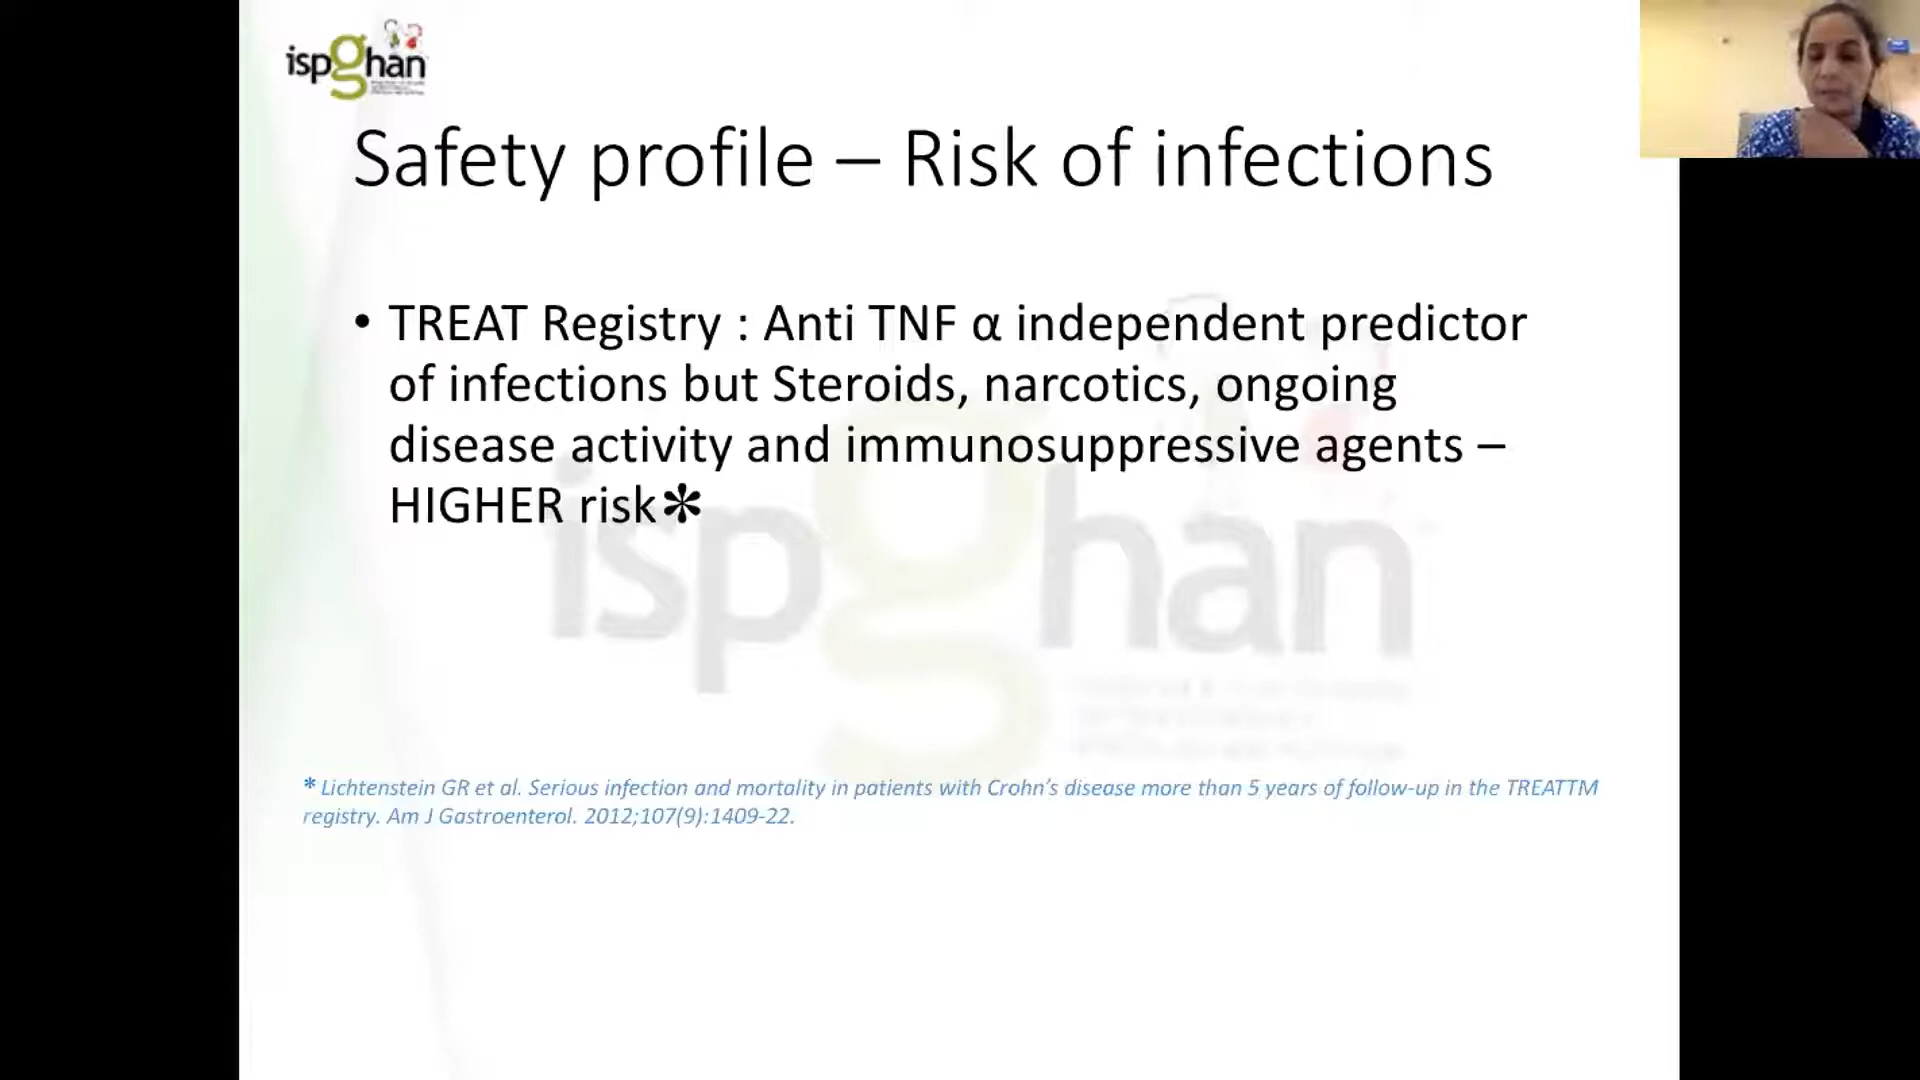 ispghan
Safety profile – Risk of infections
• TREAT Registry : Anti TNF α independent predictor
of infections but Steroids, narcotics, ongoing
disease activity and immunosuppressive agents –
HIGHER risk*
ispghan
* Lichtenstein GR et al. Serious infection and mortality in patients with Crohn’s disease more than 5 years of follow-up in the TREATTM
registry. Am J Gastroenterol. 2012;107(9):1409-22.